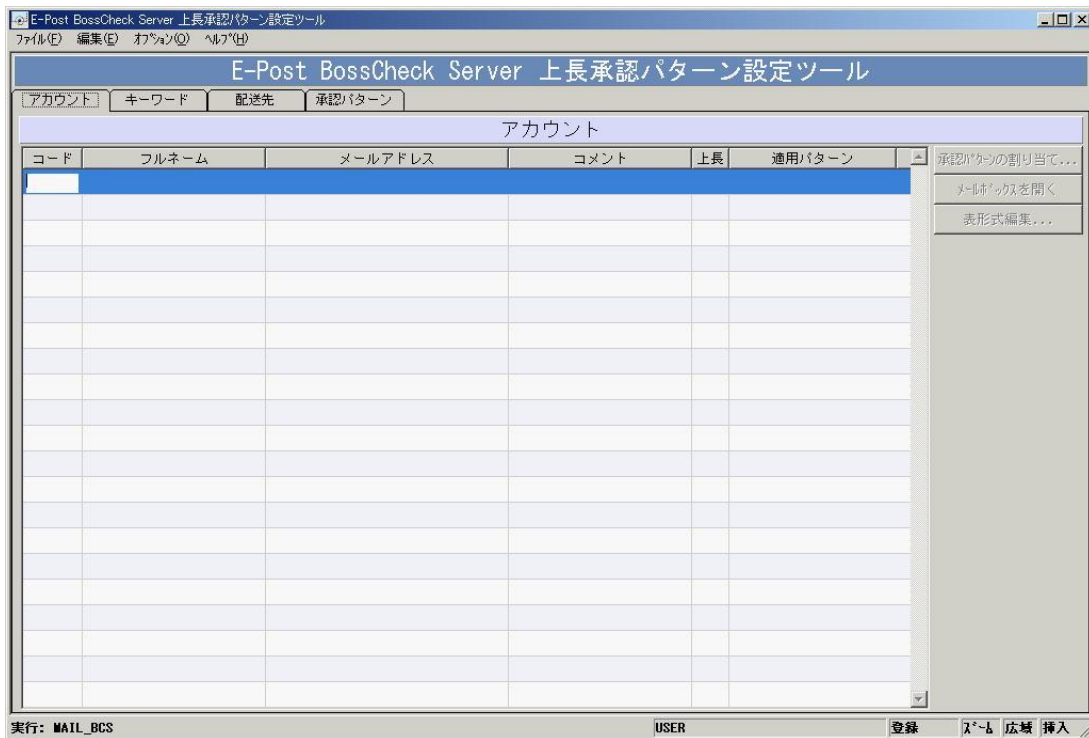 E-Post BossCheck Server 上長承認パターン設定ツール
ファイル(F) 編集(E) オプション(O) ヘルプ(H)
E-Post BossCheck Server 上長承認パターン設定ツール
アカウント キーワード 配送先 承認パターン
アカウント
コード フルネーム メールアドレス コメント 上長 適用パターン
承認パターンの割り当て...
メールボックスを開く
表形式編集...
実行: MAIL_BCS USER 登録 ズーム 広域 挿入